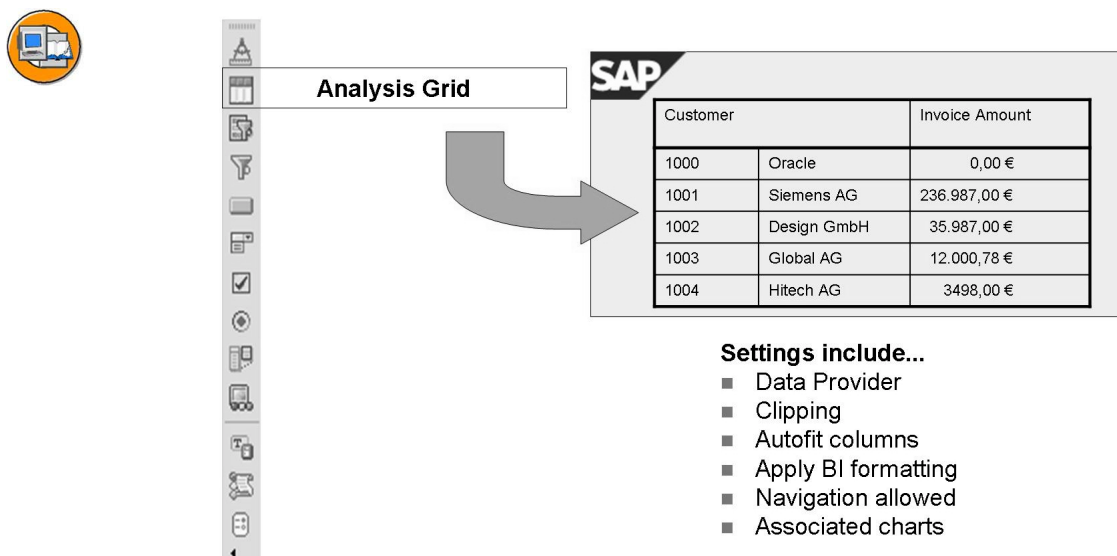 Analysis Grid
SAP
Customer Invoice Amount
1000 Oracle 0,00 €
1001 Siemens AG 236.987,00 €
1002 Design GmbH 35.987,00 €
1003 Global AG 12.000,78 €
1004 Hitech AG 3498,00 €
Settings include...
Data Provider
Clipping
Autofit columns
Apply BI formatting
Navigation allowed
Associated charts